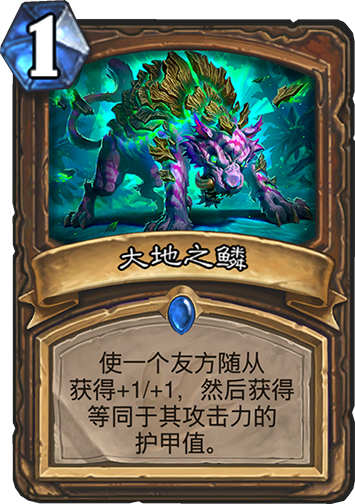 1
大地之鳞
使一个友方随从
获得+1/+1，然后获得
等同于其攻击力的
护甲值。